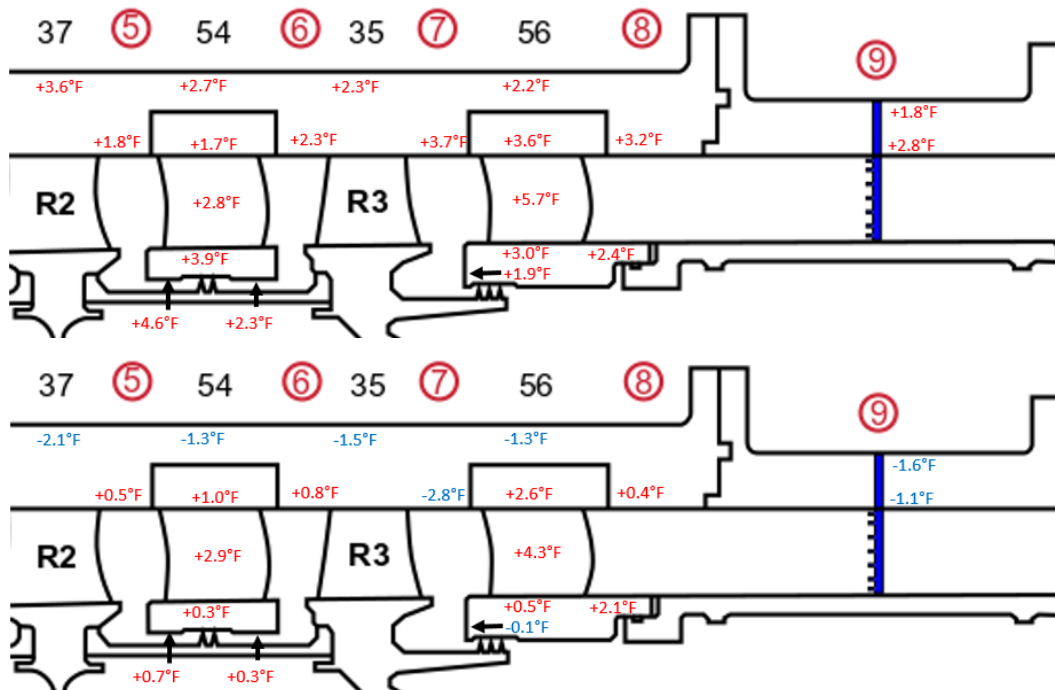 37 ⑤ 54 ⑥ 35 ⑦ 56 ⑧
⑨
+3.6°F +2.7°F +2.3°F +2.2°F
+1.8°F
+1.8°F +1.7°F +2.3°F +3.7°F +3.6°F +3.2°F +2.8°F
R2 +2.8°F R3 +5.7°F
+3.9°F +3.0°F +2.4°F
+1.9°F
+4.6°F +2.3°F
37 ⑤ 54 ⑥ 35 ⑦ 56 ⑧
⑨
-2.1°F -1.3°F -1.5°F -1.3°F
-1.6°F
+0.5°F +1.0°F +0.8°F -2.8°F +2.6°F +0.4°F -1.1°F
R2 +2.9°F R3 +4.3°F
+0.3°F +0.5°F +2.1°F
-0.1°F
+0.7°F +0.3°F